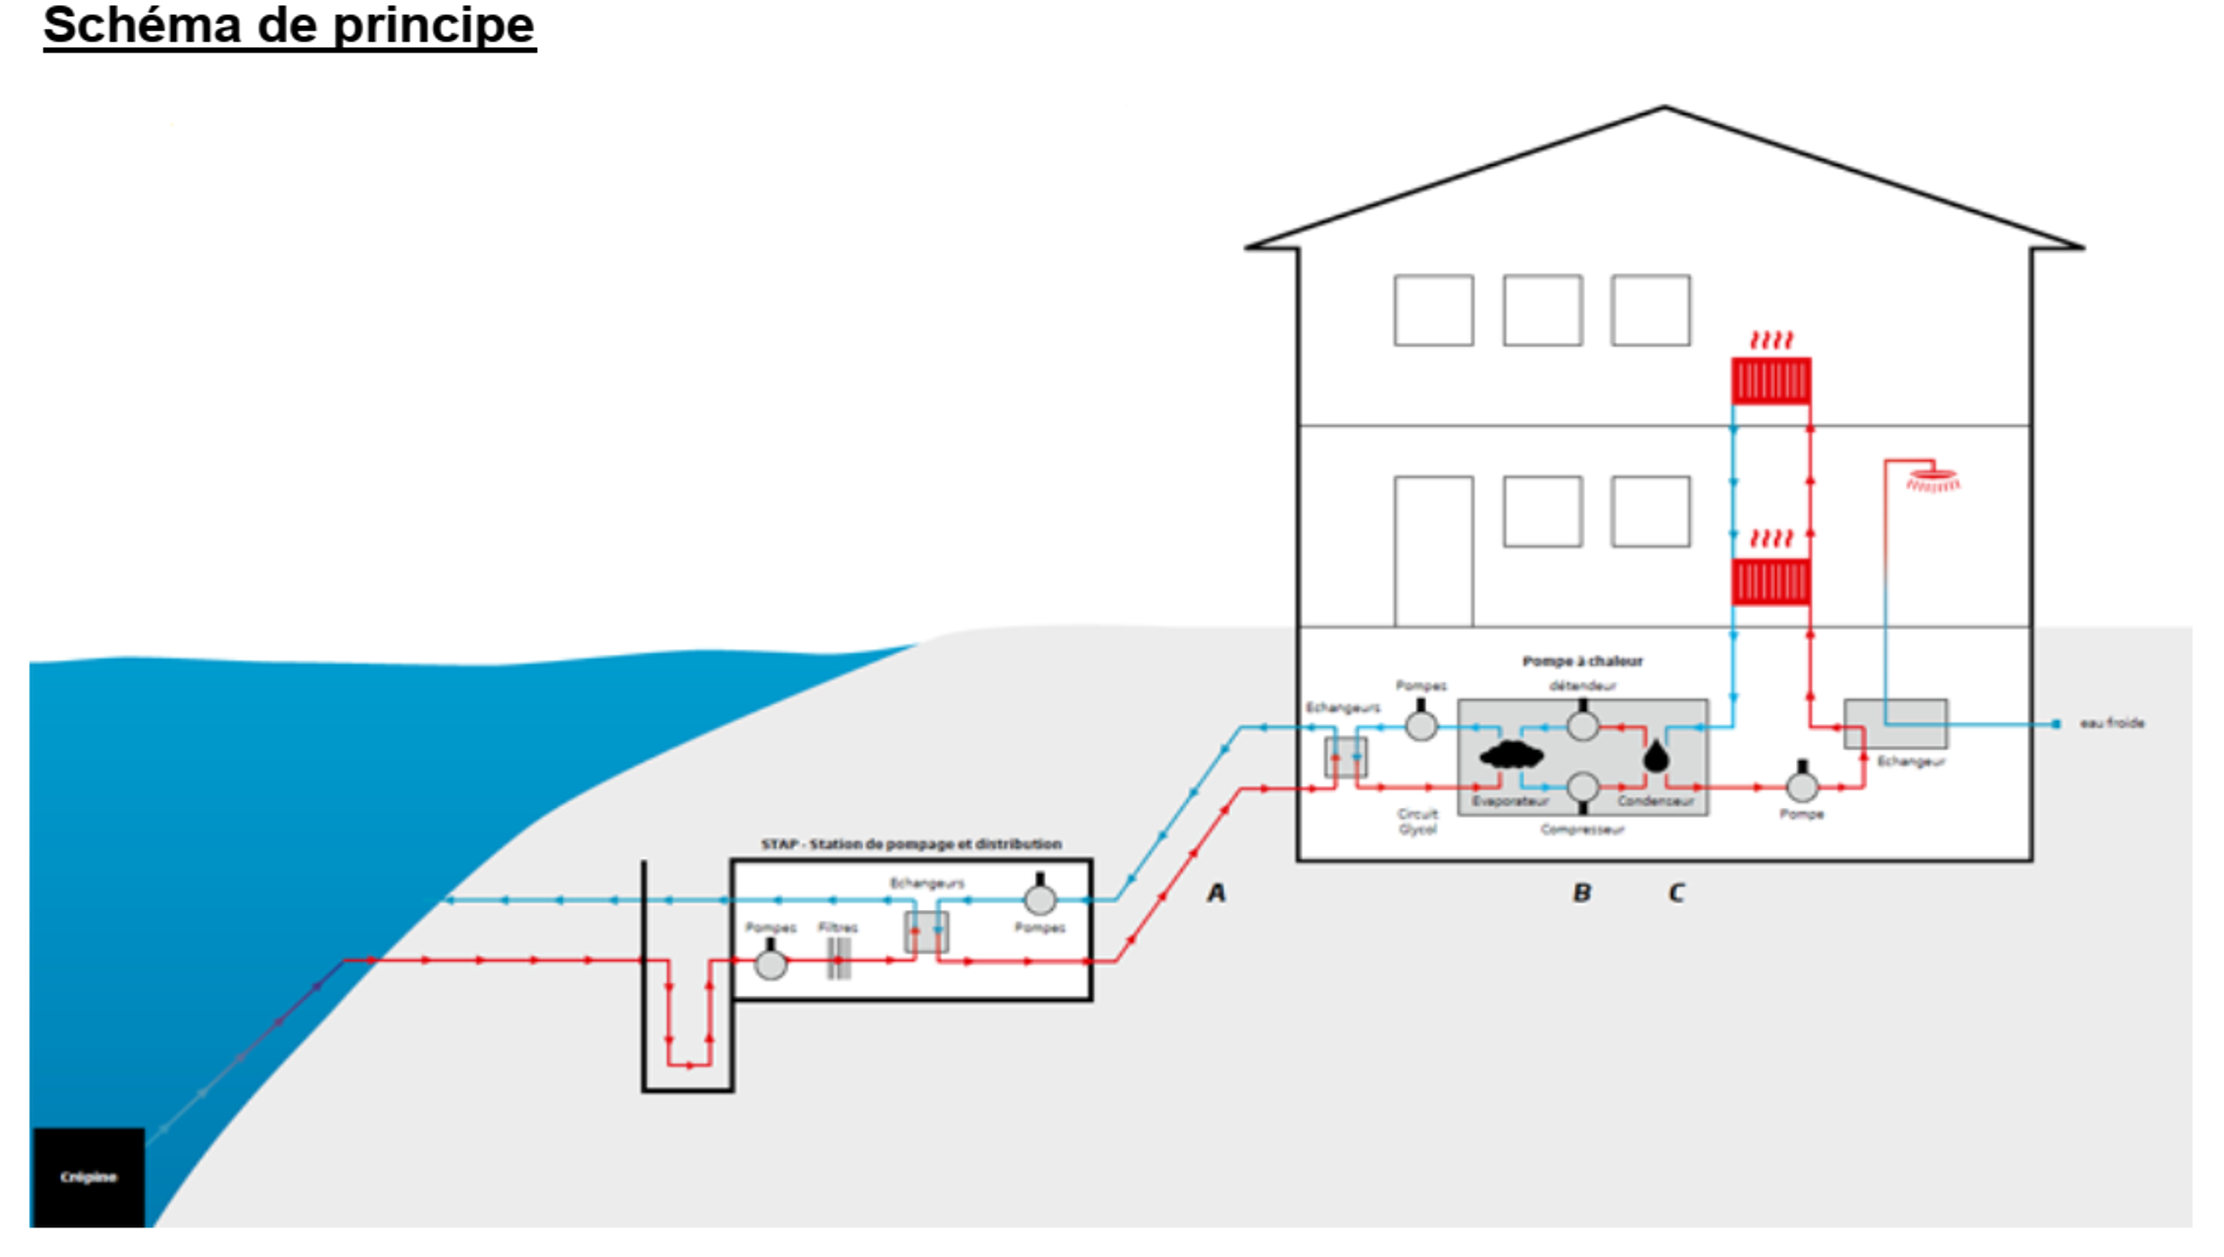 Schéma de principe
Pompe à chaleur
Pompes
détendeur
Echangeurs
eau froide
Echangeur
Evaporateur
Condenseur
Circuit
Glycol
Compresseur
Pompe
STAP - Station de pompage et distribution
Echangeurs
A
B
C
Pompes
Filtres
Pompes
Crépine